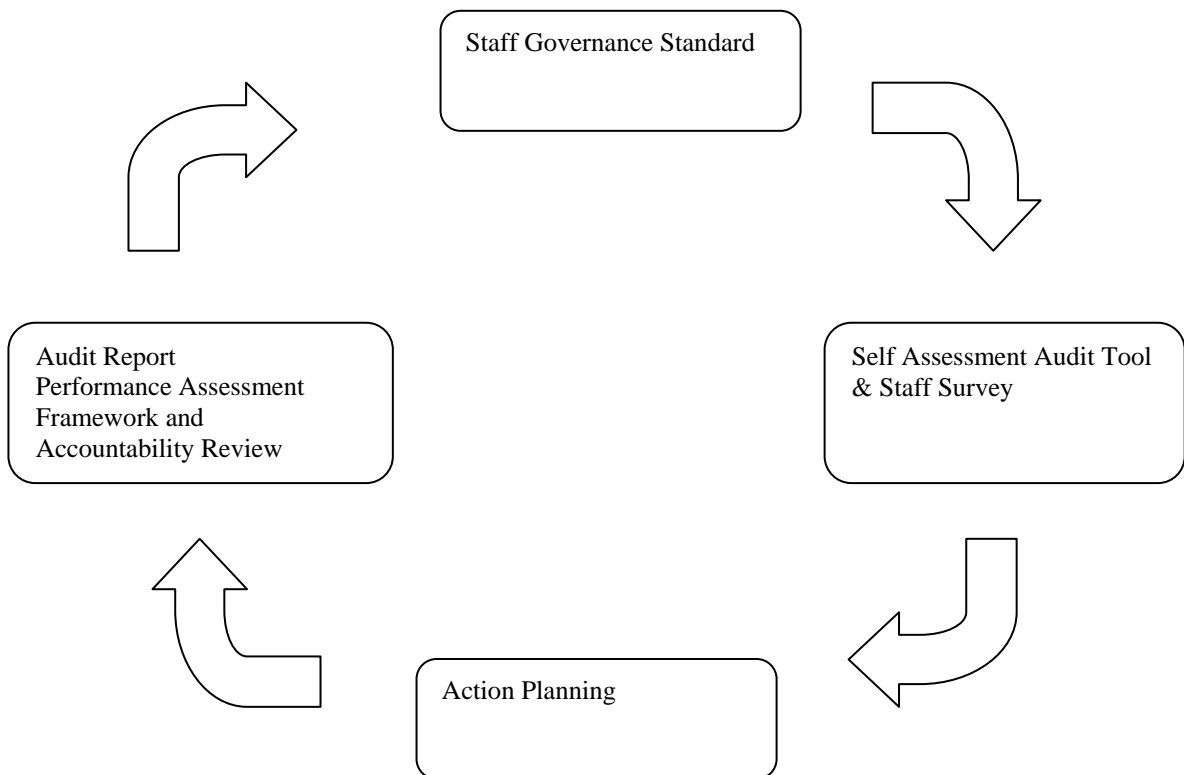 Staff Governance Standard
Audit Report
Performance Assessment
Framework and
Accountability Review
Self Assessment Audit Tool
& Staff Survey
Action Planning